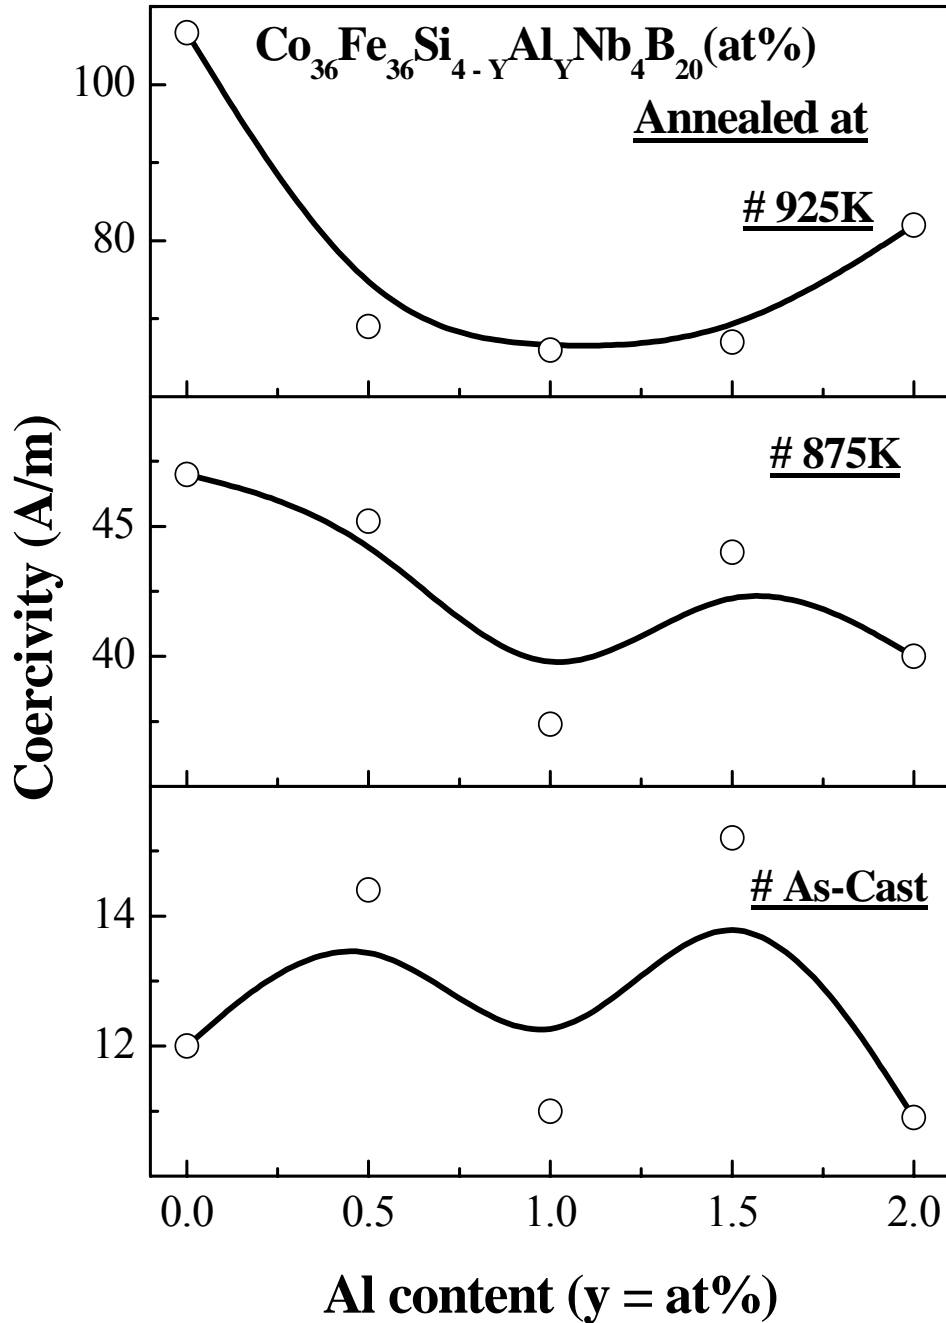 Co₃₆Fe₃₆Si₄₋YAlYNb₄B₂₀(at%)
Annealed at
# 925K
100
80
# 875K
45
40
Coercivity (A/m)
# As-Cast
14
12
0.0 0.5 1.0 1.5 2.0
Al content (y = at%)